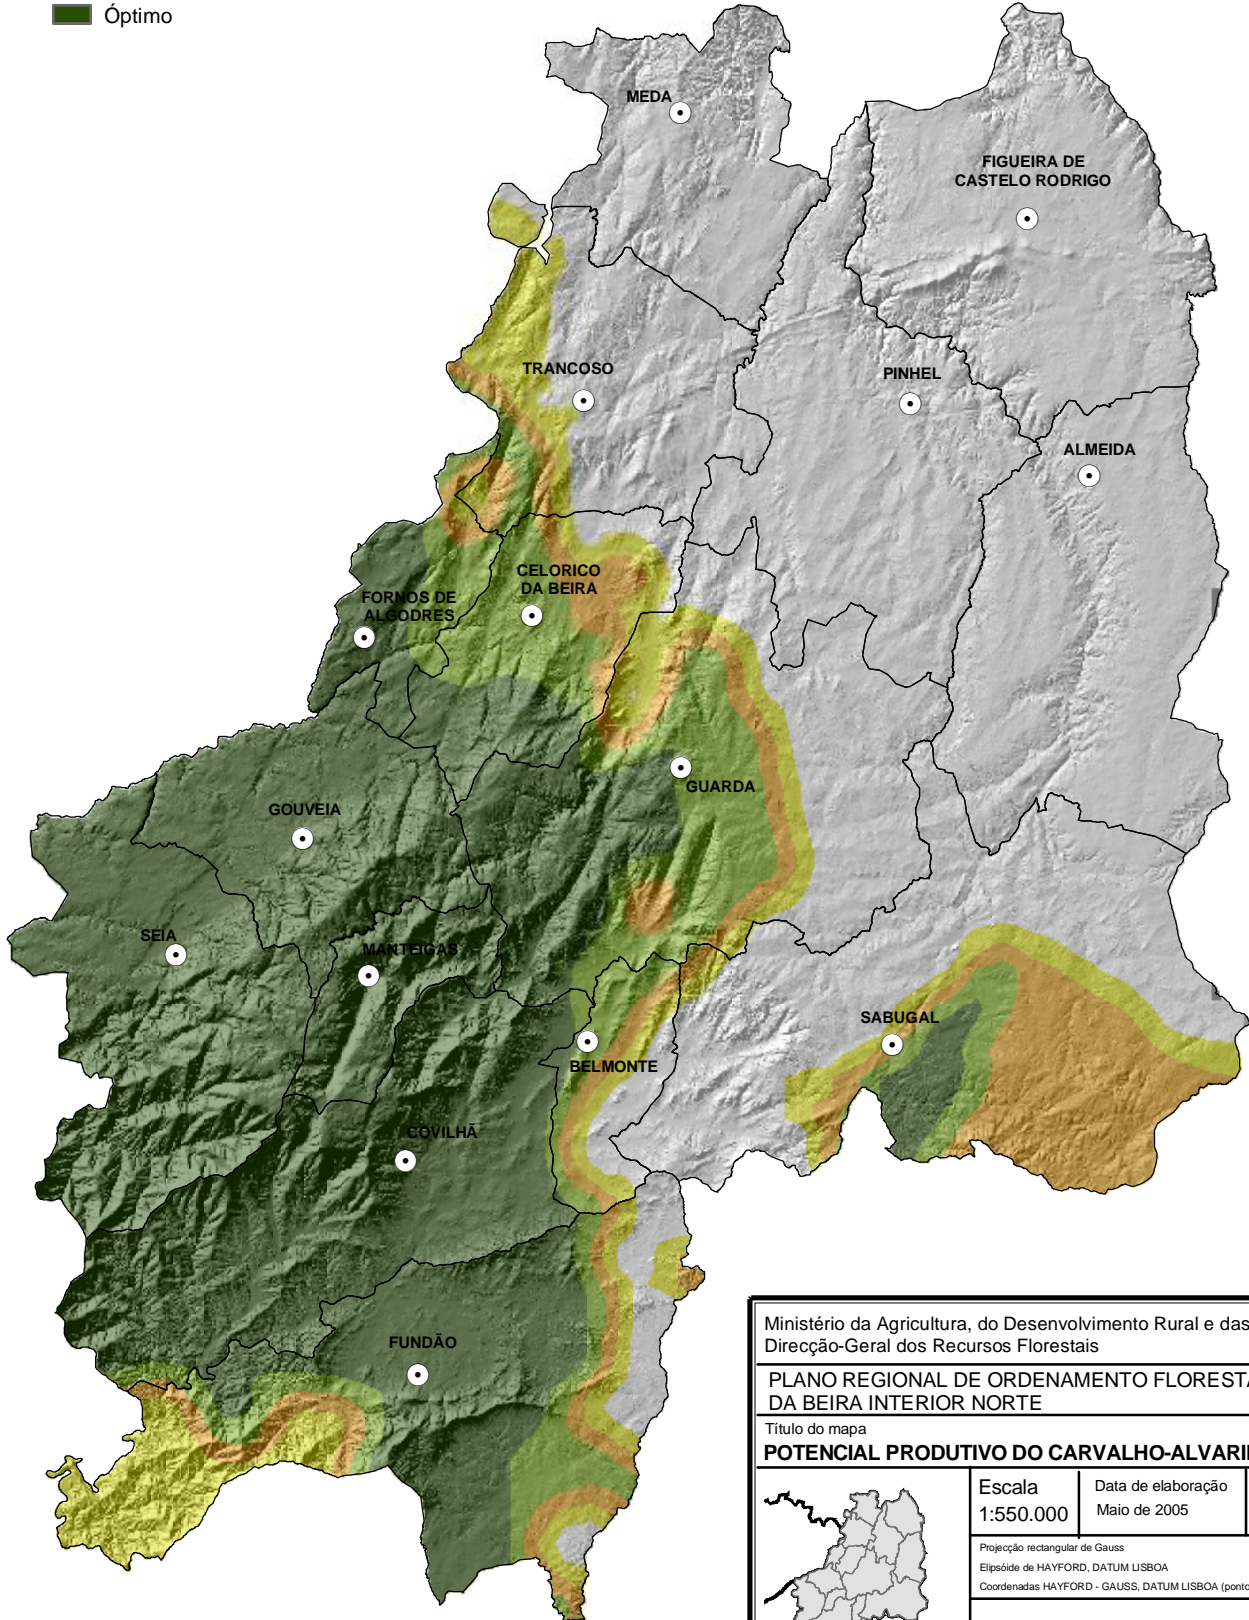 Óptimo
MEDA
FIGUEIRA DE
CASTELO RODRIGO
TRANCOSO
PINHEL
ALMEIDA
CELORICO
DA BEIRA
FORNOS DE
ALGODRES
GUARDA
GOUVEIA
SEIA
MANTEIGAS
SABUGAL
BELMONTE
COVILHÃ
FUNDÃO
Ministério da Agricultura, do Desenvolvimento Rural e das
Direcção-Geral dos Recursos Florestais
PLANO REGIONAL DE ORDENAMENTO FLORESTA
DA BEIRA INTERIOR NORTE
Título do mapa
POTENCIAL PRODUTIVO DO CARVALHO-ALVARI
Escala
1:550.000
Data de elaboração
Maio de 2005
Projecção rectangular de Gauss
Elipsóide de HAYFORD, DATUM LISBOA
Coordenadas HAYFORD - GAUSS, DATUM LISBOA (ponto